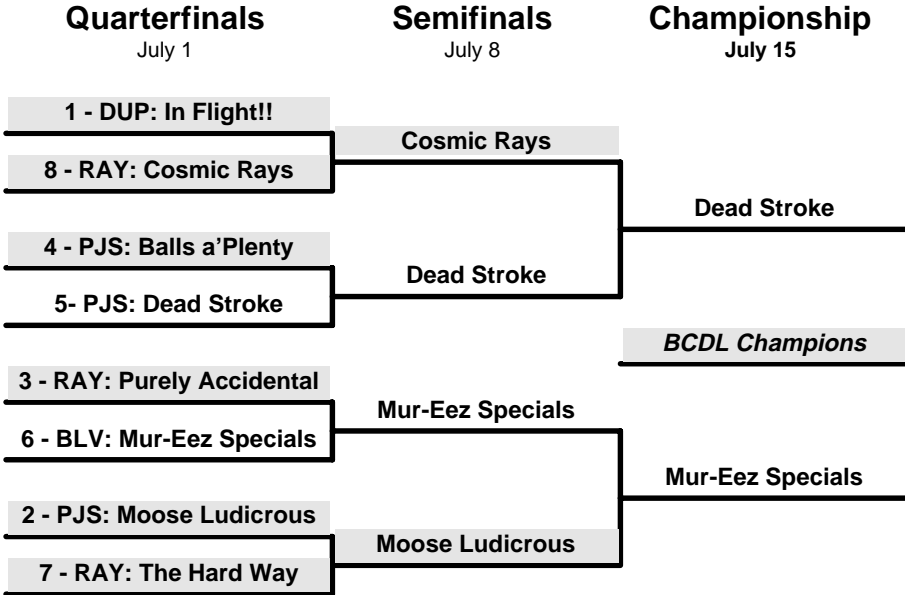 Quarterfinals Semifinals Championship
July 1 July 8 July 15
1 - DUP: In Flight!!
Cosmic Rays
8 - RAY: Cosmic Rays
Dead Stroke
4 - PJS: Balls a’Plenty
Dead Stroke
5- PJS: Dead Stroke
BCDL Champions
3 - RAY: Purely Accidental
Mur-Eez Specials
6 - BLV: Mur-Eez Specials
Mur-Eez Specials
2 - PJS: Moose Ludicrous
Moose Ludicrous
7 - RAY: The Hard Way